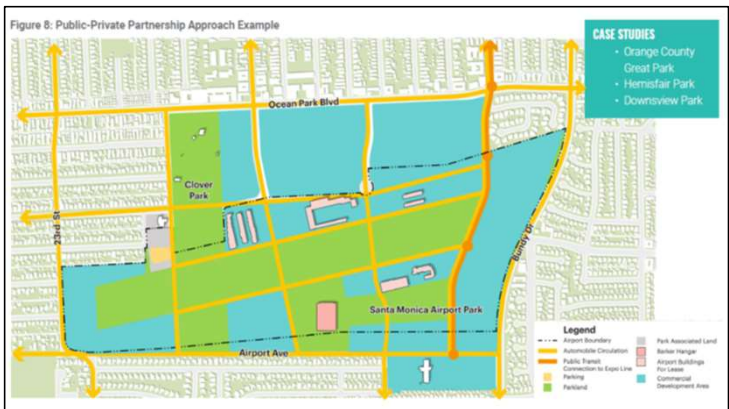 Figure 8: Public-Private Partnership Approach Example
CASE STUDIES
• Orange County
Great Park
• Hemisfair Park
• Downsview Park
Ocean Park Blvd
Clover
Park
23rd St
Bundy Dr
Santa Monica Airport Park
Airport Ave
Legend
Airport Boundary
Automobile Circulation
Public Transit
Connection to Expo Line
Parking
Parkland
Park Associated Land
Barker Hangar
Airport Buildings
For Lease
Commercial
Development Area